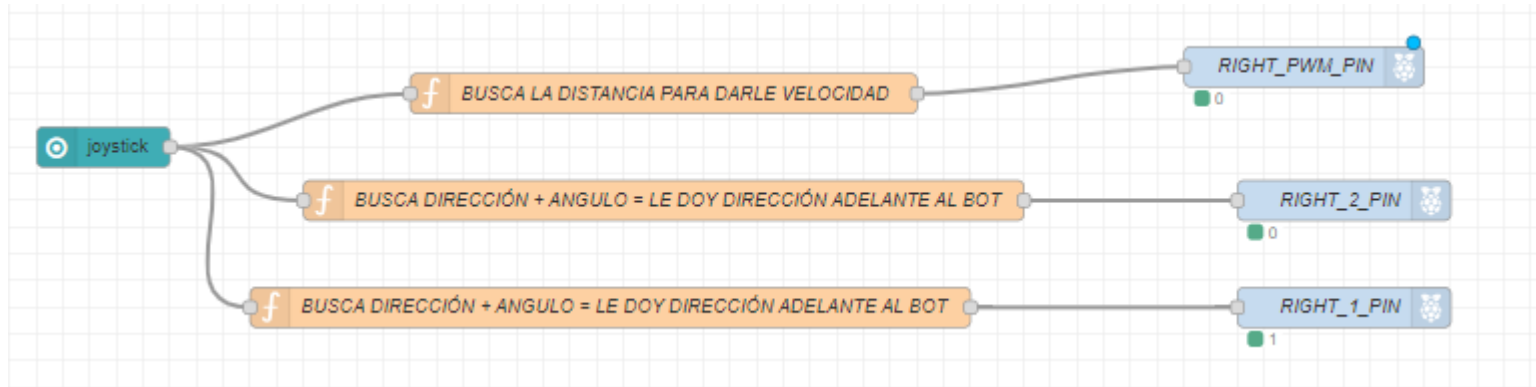 RIGHT_PWM_PIN
BUSCA LA DISTANCIA PARA DARLE VELOCIDAD
0
joystick
BUSCA DIRECCIÓN + ANGULO = LE DOY DIRECCIÓN ADELANTE AL BOT
RIGHT_2_PIN
0
BUSCA DIRECCIÓN + ANGULO = LE DOY DIRECCIÓN ADELANTE AL BOT
RIGHT_1_PIN
1